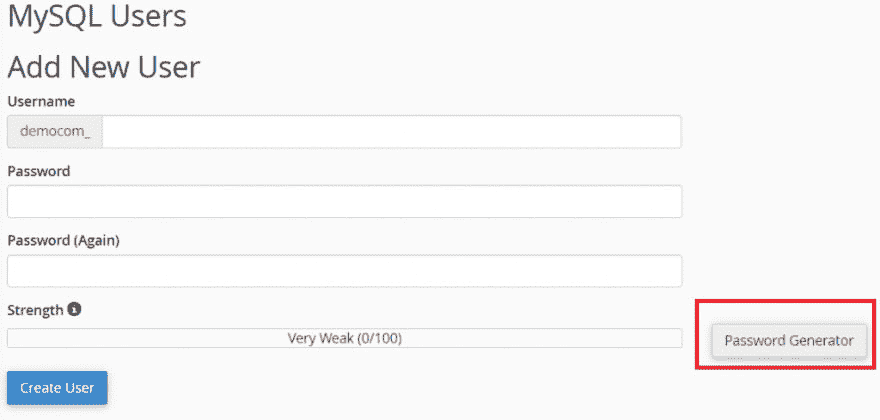 MySQL Users
Add New User
Username
democom_
Password
Password (Again)
Strength
Very Weak (0/100)
Password Generator
Create User